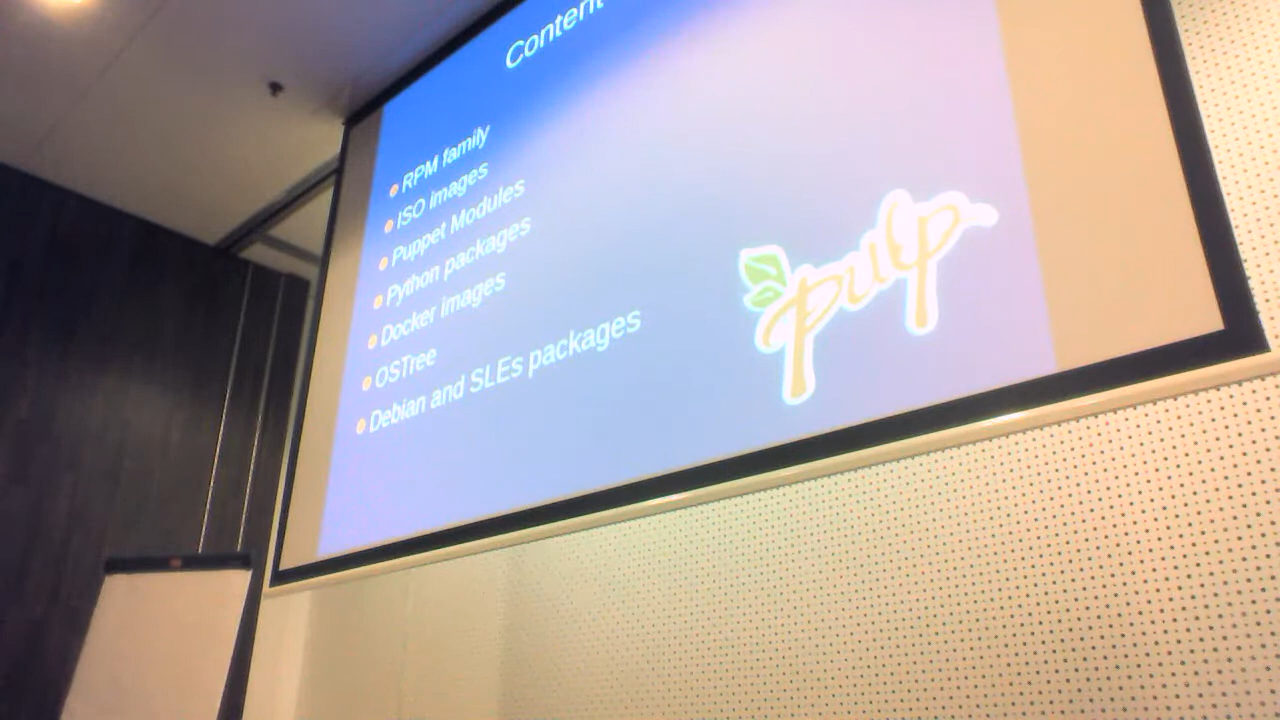 Content
RPM family
ISO images
Puppet Modules
Python packages
Docker images
OSTree
Debian and SLEs packages
pulp